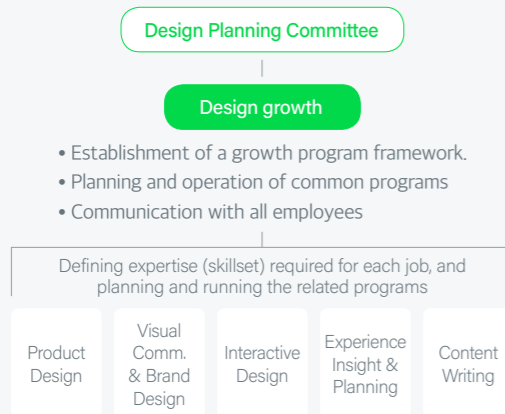 Design Planning Committee
Design growth
• Establishment of a growth program framework.
• Planning and operation of common programs
• Communication with all employees
Defining expertise (skillset) required for each job, and
planning and running the related programs
Product
Design
Visual
Comm.
& Brand
Design
Interactive
Design
Experience
Insight &
Planning
Content
Writing